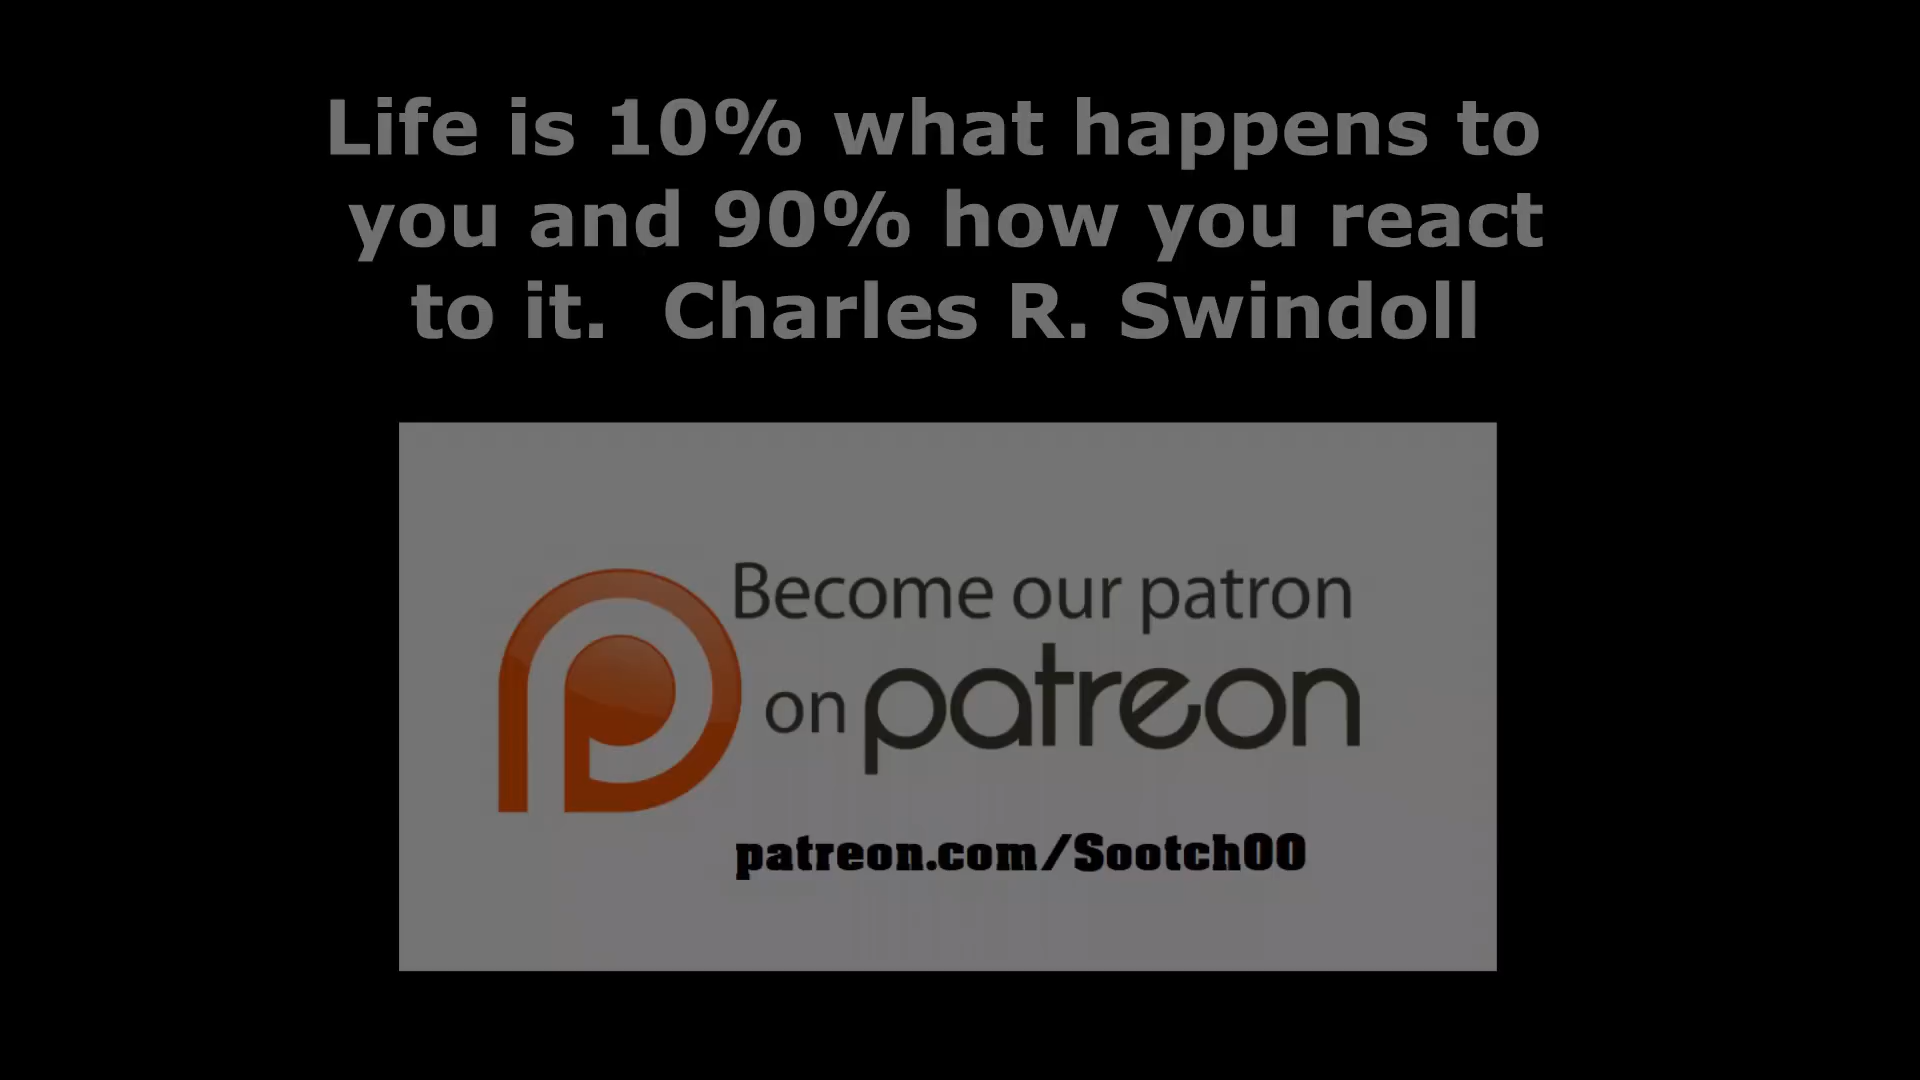 Life is 10% what happens to
you and 90% how you react
to it.  Charles R. Swindoll
Become our patron
on patreon
patreon.com/Sootch00